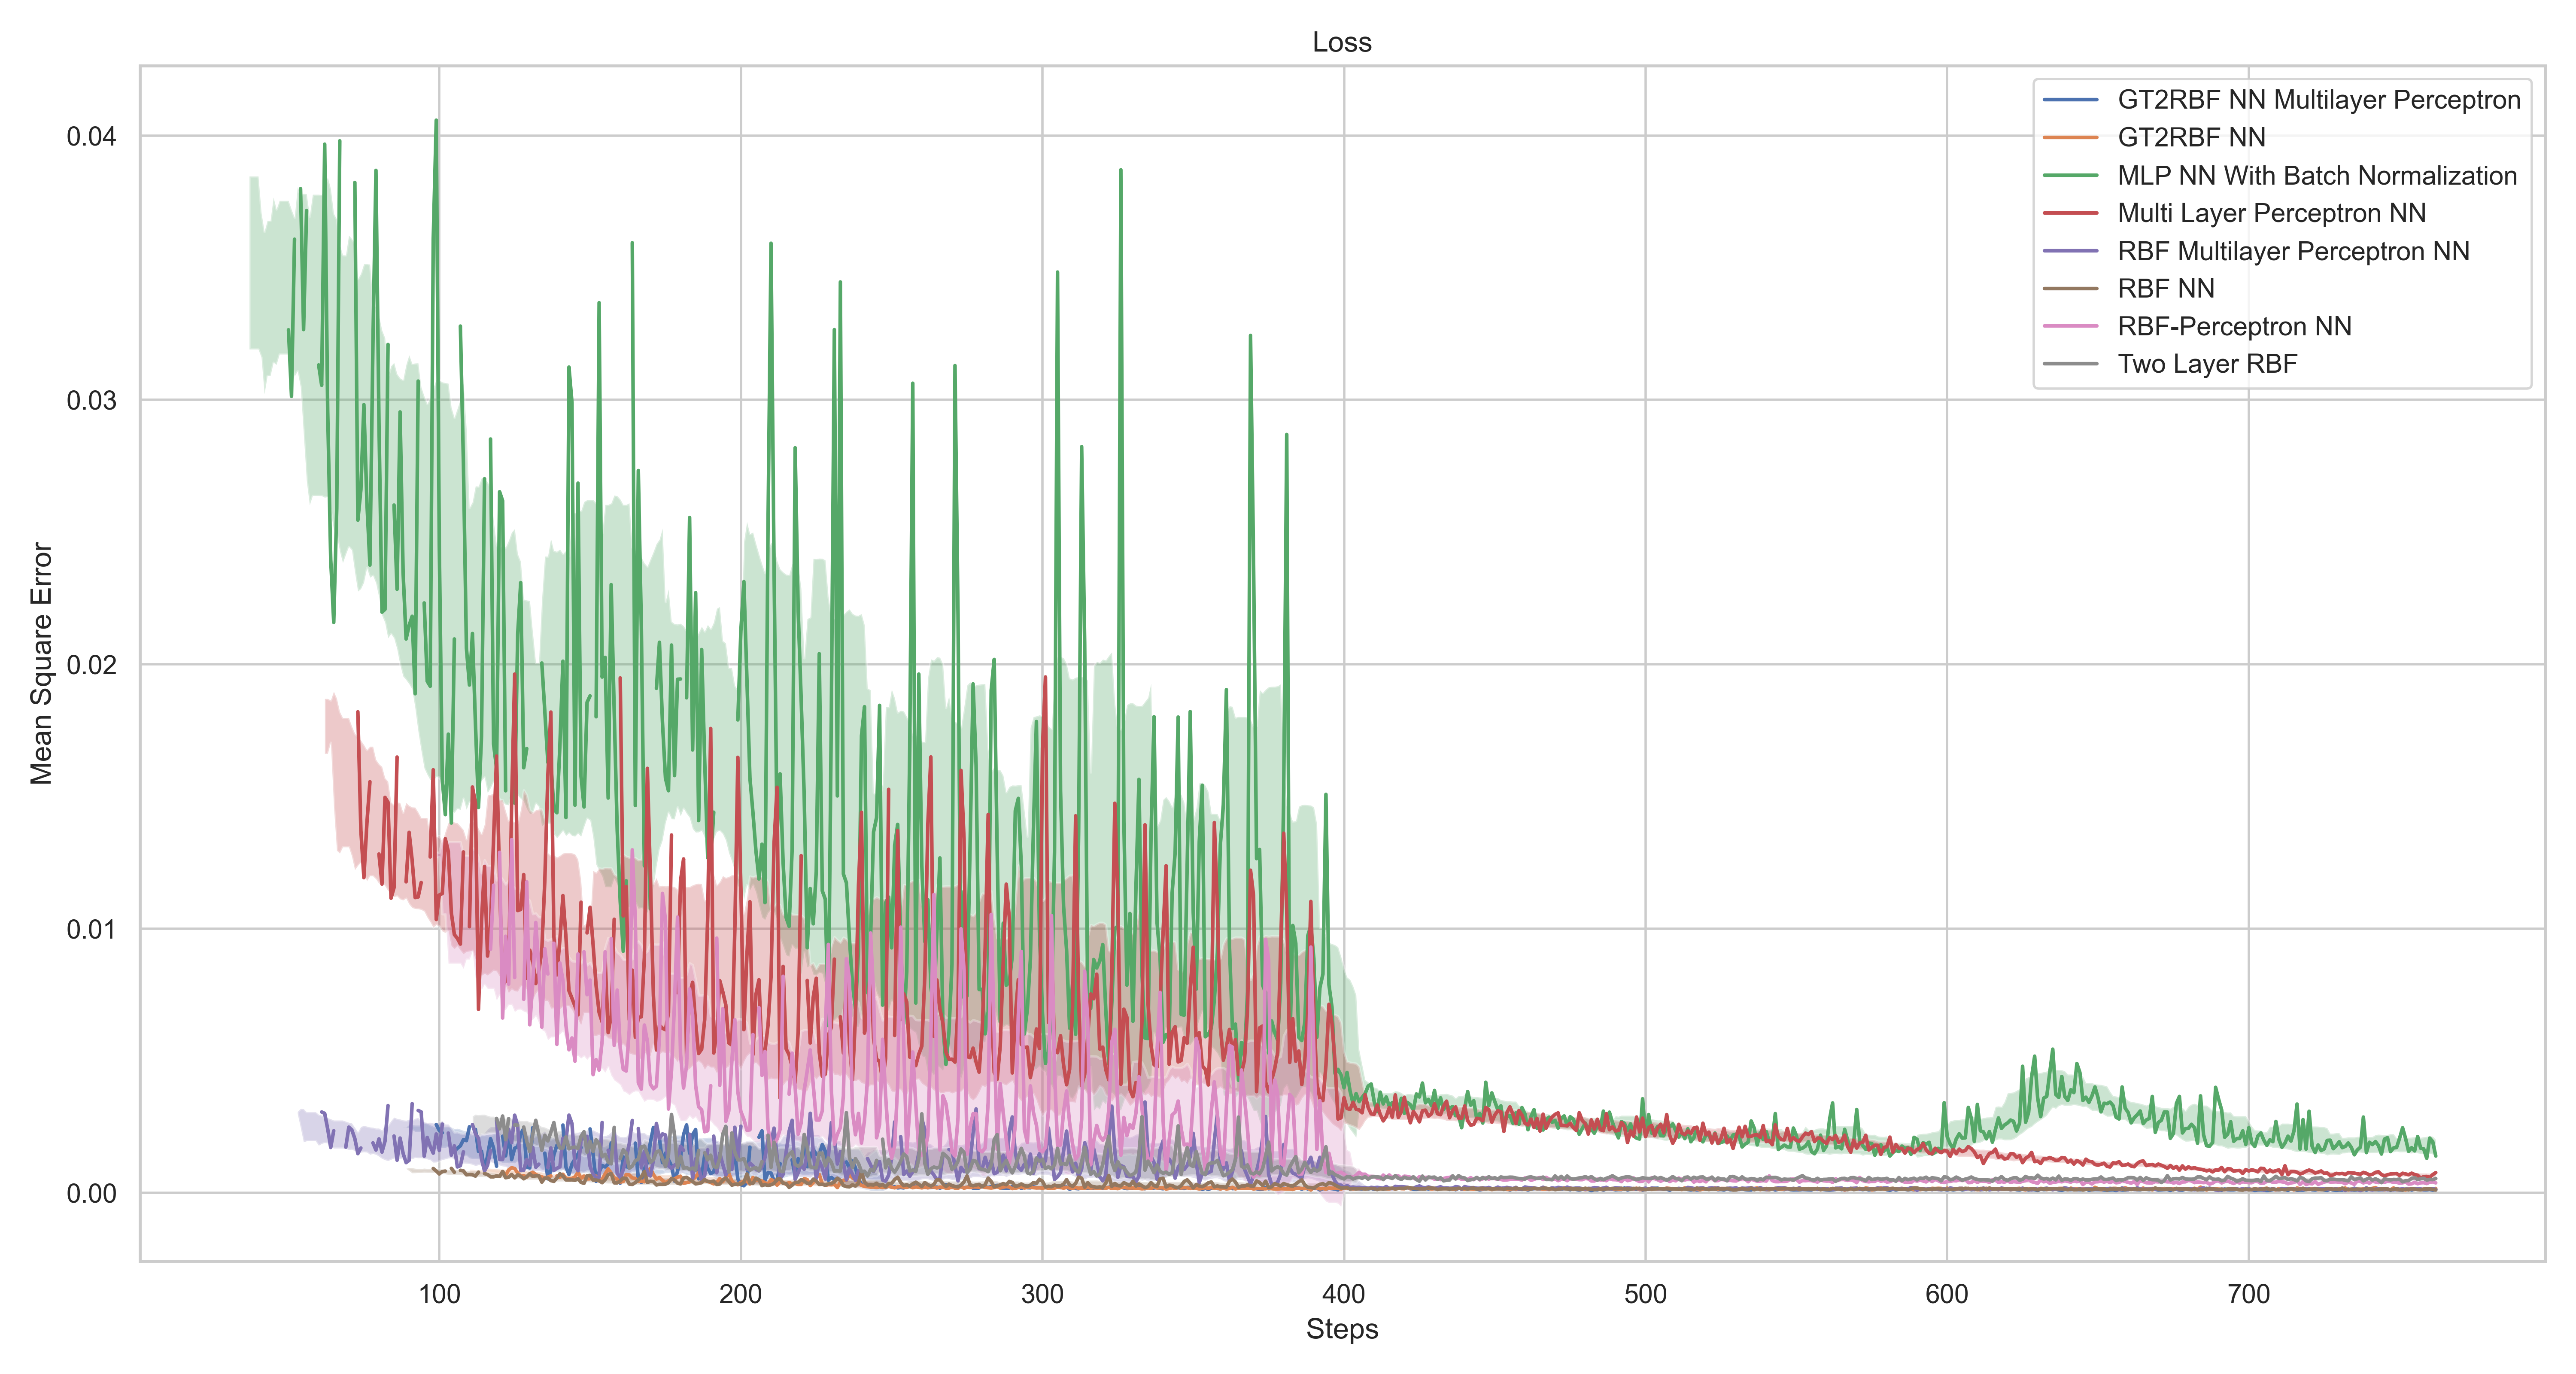 Loss
GT2RBF NN Multilayer Perceptron
GT2RBF NN
MLP NN With Batch Normalization
Multi Layer Perceptron NN
RBF Multilayer Perceptron NN
RBF NN
RBF-Perceptron NN
Two Layer RBF
Mean Square Error
0.04
0.03
0.02
0.01
0.00
100 200 300 400 500 600 700
Steps